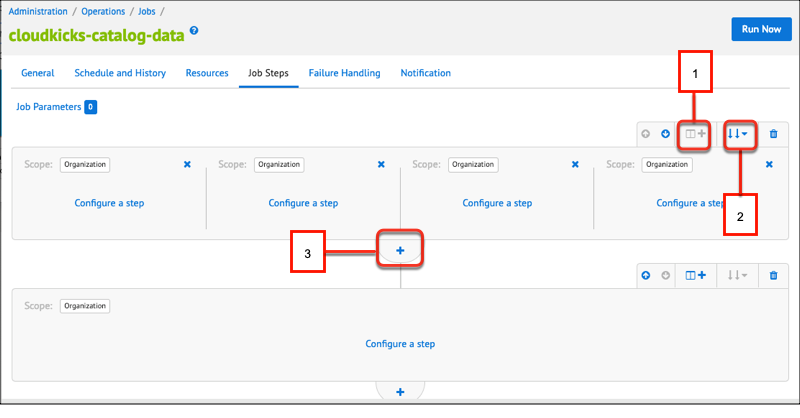 Administration / Operations / Jobs /
cloudkicks-catalog-data ?
Run Now
General Schedule and History Resources Job Steps Failure Handling Notification
Job Parameters 0
1
Scope: Organization Scope: Organization Scope: Organization Scope: Organization
Configure a step Configure a step Configure a step Configure a step
2
3
Scope: Organization
Configure a step